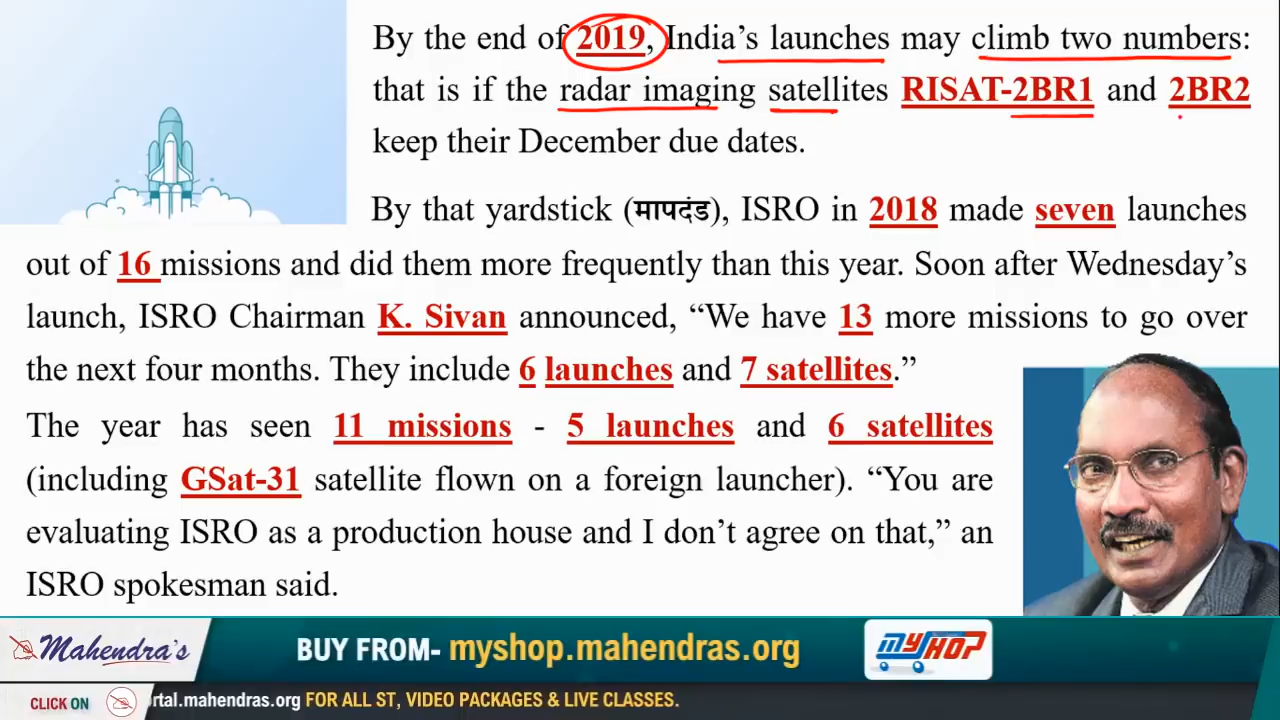 By the end of 2019, India's launches may climb two numbers:
that is if the radar imaging satellites RISAT-2BR1 and 2BR2
keep their December due dates.
By that yardstick (मापदंड), ISRO in 2018 made seven launches
out of 16 missions and did them more frequently than this year. Soon after Wednesday's
launch, ISRO Chairman K. Sivan announced, “We have 13 more missions to go over
the next four months. They include 6 launches and 7 satellites.”
The year has seen 11 missions - 5 launches and 6 satellites
(including GSat-31 satellite flown on a foreign launcher). “You are
evaluating ISRO as a production house and I don't agree on that,” an
ISRO spokesman said.
Mahendra's
BUY FROM- myshop.mahendras.org
MYSHOP
CLICK ON
rtal.mahendras.org FOR ALL ST, VIDEO PACKAGES & LIVE CLASSES.